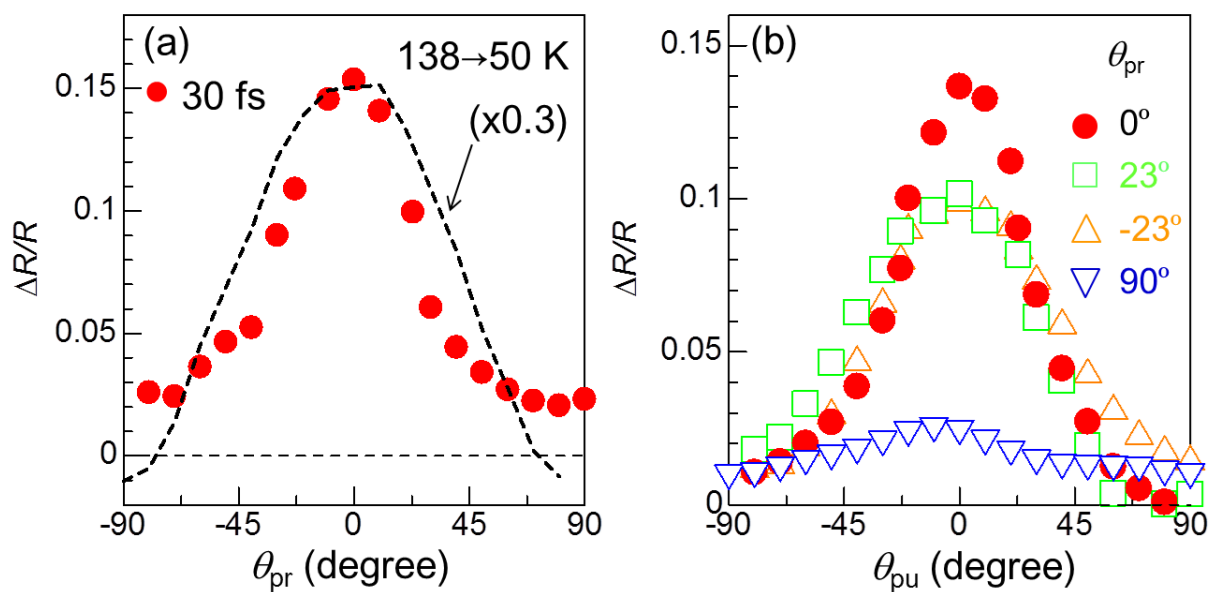 (a)
138→50 K
30 fs
(x0.3)
0.15
0.1
0.05
0
ΔR/R
-90 -45 0 45 90
θpr (degree)
(b)
θpr
0º
23º
-23º
90º
0.15
0.10
0.05
0
ΔR/R
-90 -45 0 45 90
θpu (degree)